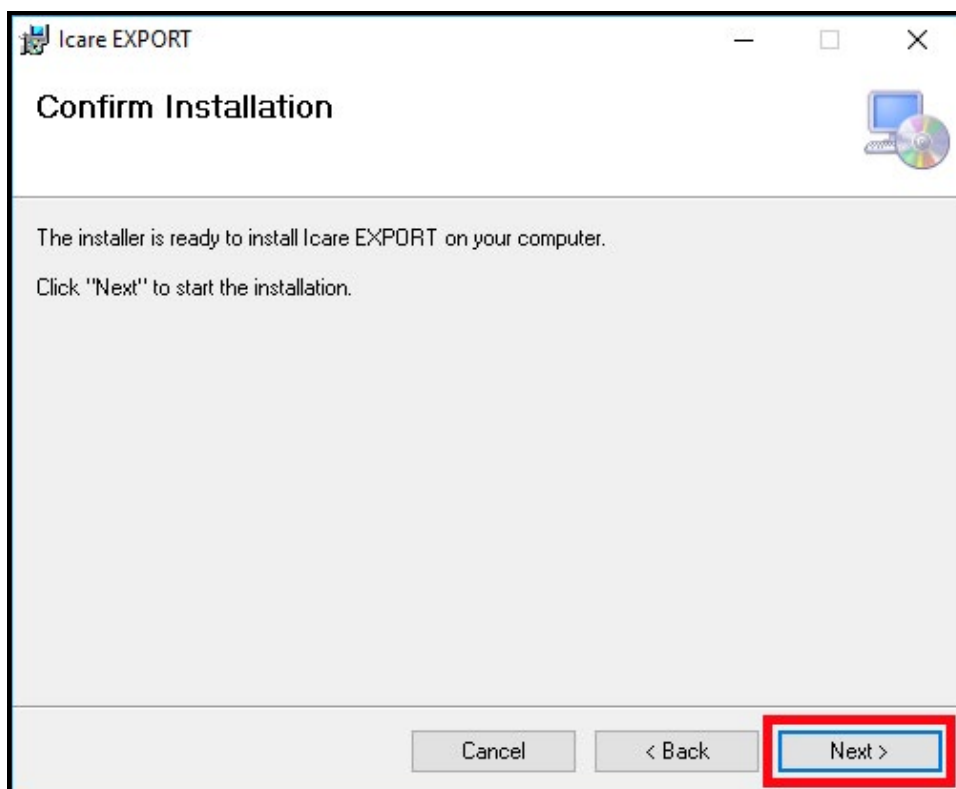 Icare EXPORT
Confirm Installation
The installer is ready to install Icare EXPORT on your computer.
Click "Next" to start the installation.
Cancel
< Back
Next >